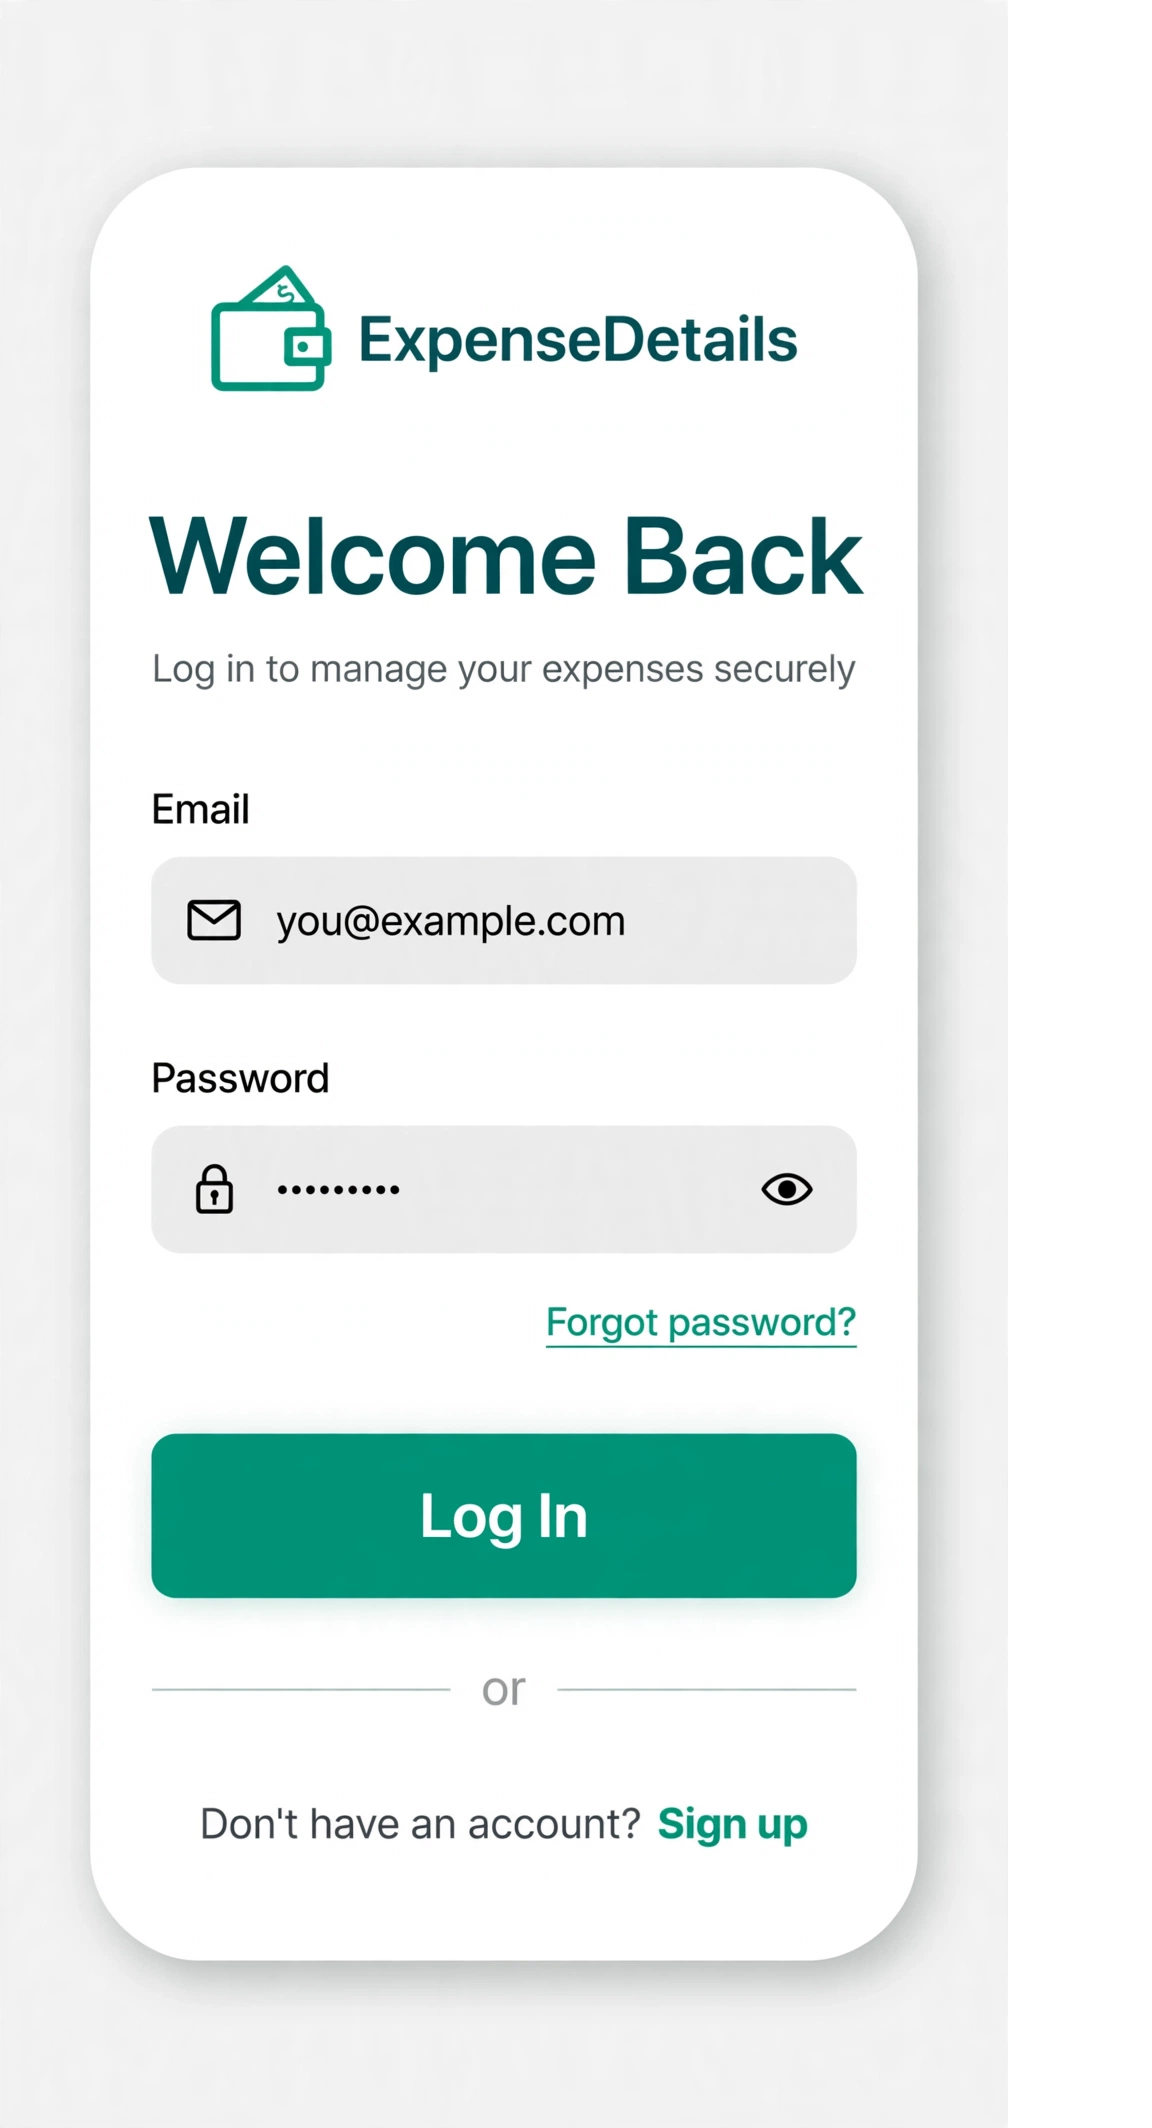 $
ExpenseDetails
Welcome Back
Log in to manage your expenses securely
Email
you@example.com
Password
•••••••••
Forgot password?
Log In
or
Don't have an account? Sign up